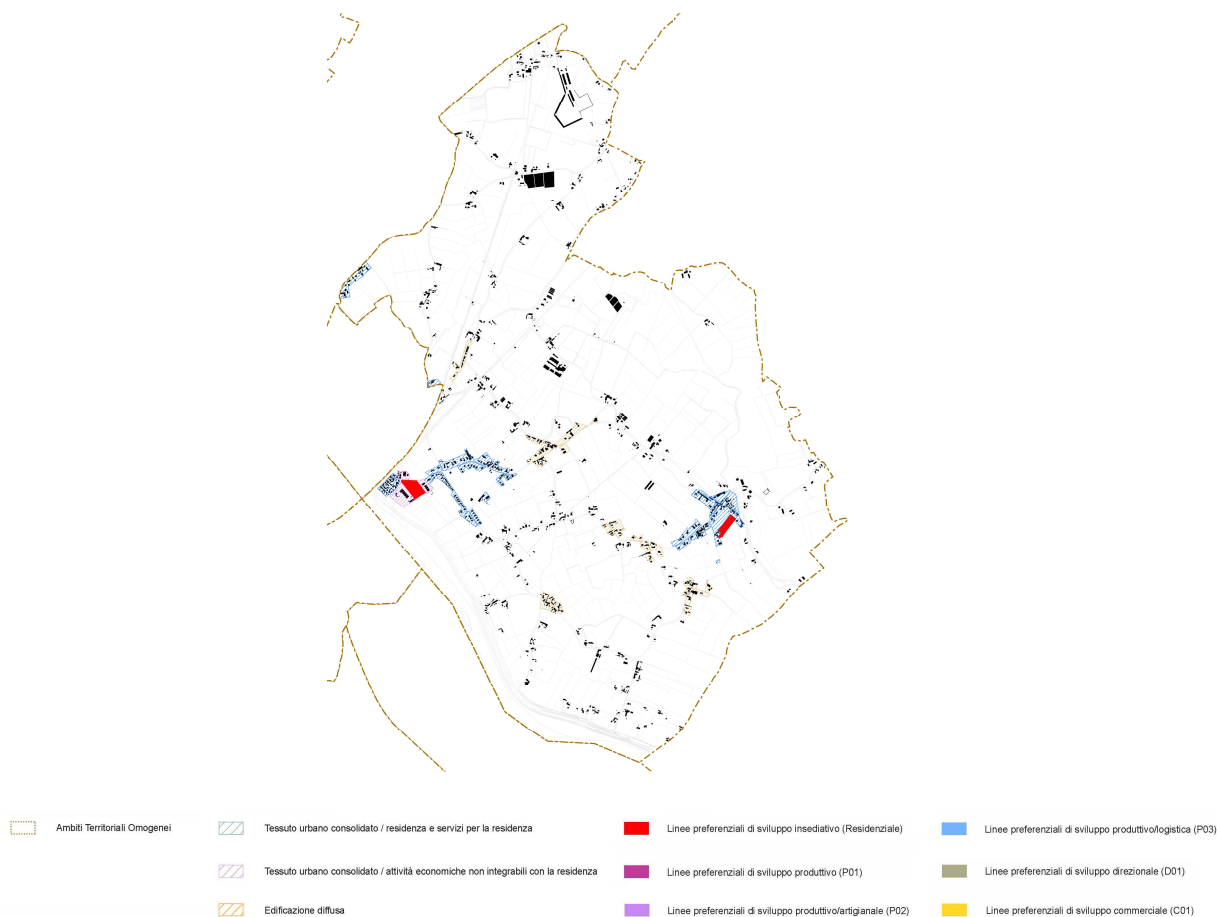 Ambiti Territoriali Omogenei
Tessuto urbano consolidato / residenza e servizi per la residenza
Linee preferenziali di sviluppo insediativo (Residenziale)
Linee preferenziali di sviluppo produttivo/logistica (P03)
Tessuto urbano consolidato / attività economiche non integrabili con la residenza
Linee preferenziali di sviluppo produttivo (P01)
Linee preferenziali di sviluppo direzionale (D01)
Edificazione diffusa
Linee preferenziali di sviluppo produttivo/artigianale (P02)
Linee preferenziali di sviluppo commerciale (C01)